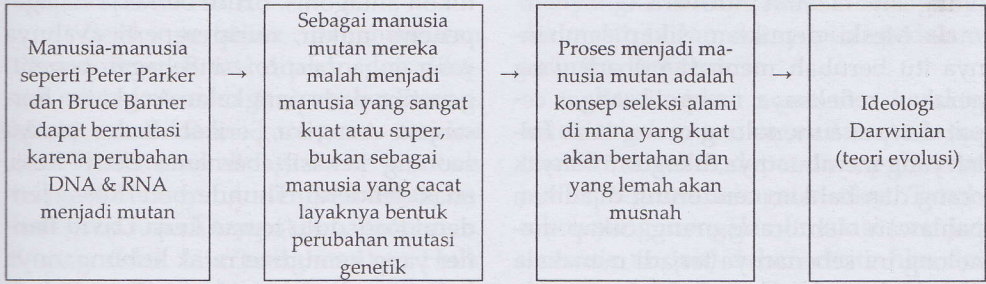 Manusia-manusia
seperti Peter Parker
dan Bruce Banner
dapat bermutasi
karena perubahan
DNA & RNA
menjadi mutan
→
Sebagai manusia
mutan mereka
malah menjadi
manusia yang sangat
kuat atau super,
bukan sebagai
manusia yang cacat
layaknya bentuk
perubahan mutasi
genetik
→
Proses menjadi ma-
nusia mutan adalah
konsep seleksi alami
di mana yang kuat
akan bertahan dan
yang lemah akan
musnah
→
Ideologi
Darwinian
(teori evolusi)